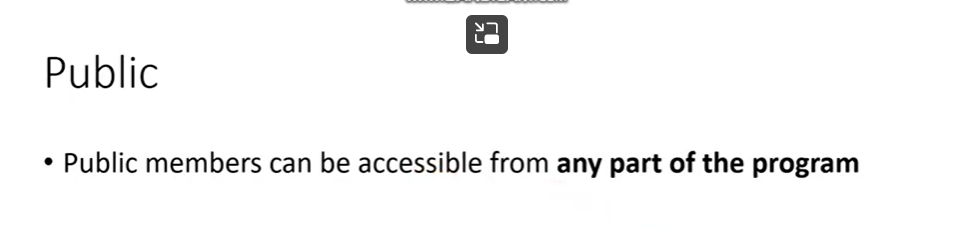 Public
• Public members can be accessible from any part of the program